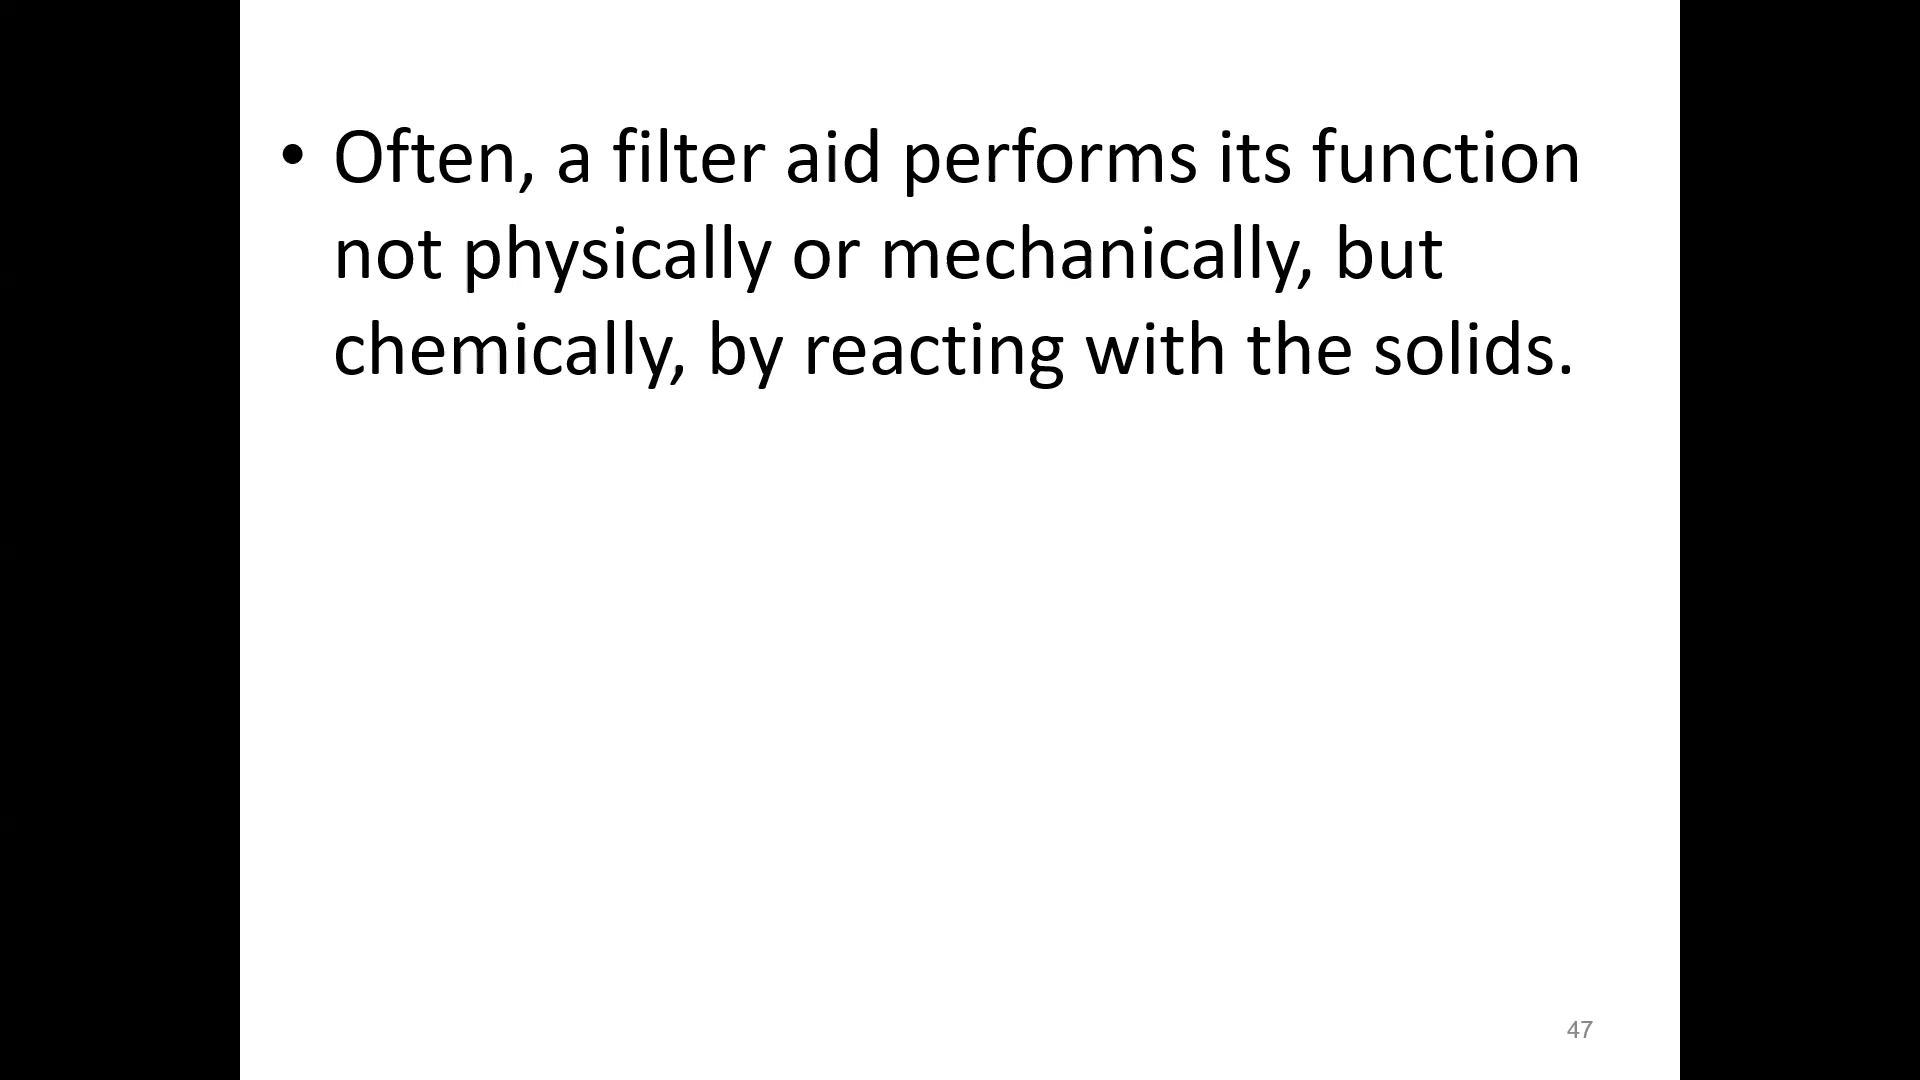 • Often, a filter aid performs its function
not physically or mechanically, but
chemically, by reacting with the solids.
47